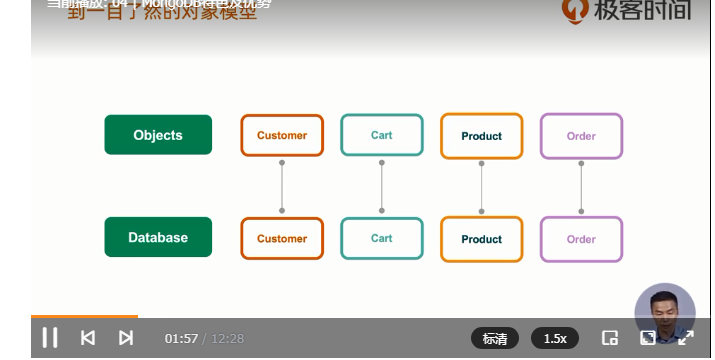 当前播放: 04 | MongoDB特色及优势
到一目了然的对象模型
极客时间
Objects
Customer
Cart
Product
Order
Database
Customer
Cart
Product
Order
01:57 / 12:28
标清
1.5x